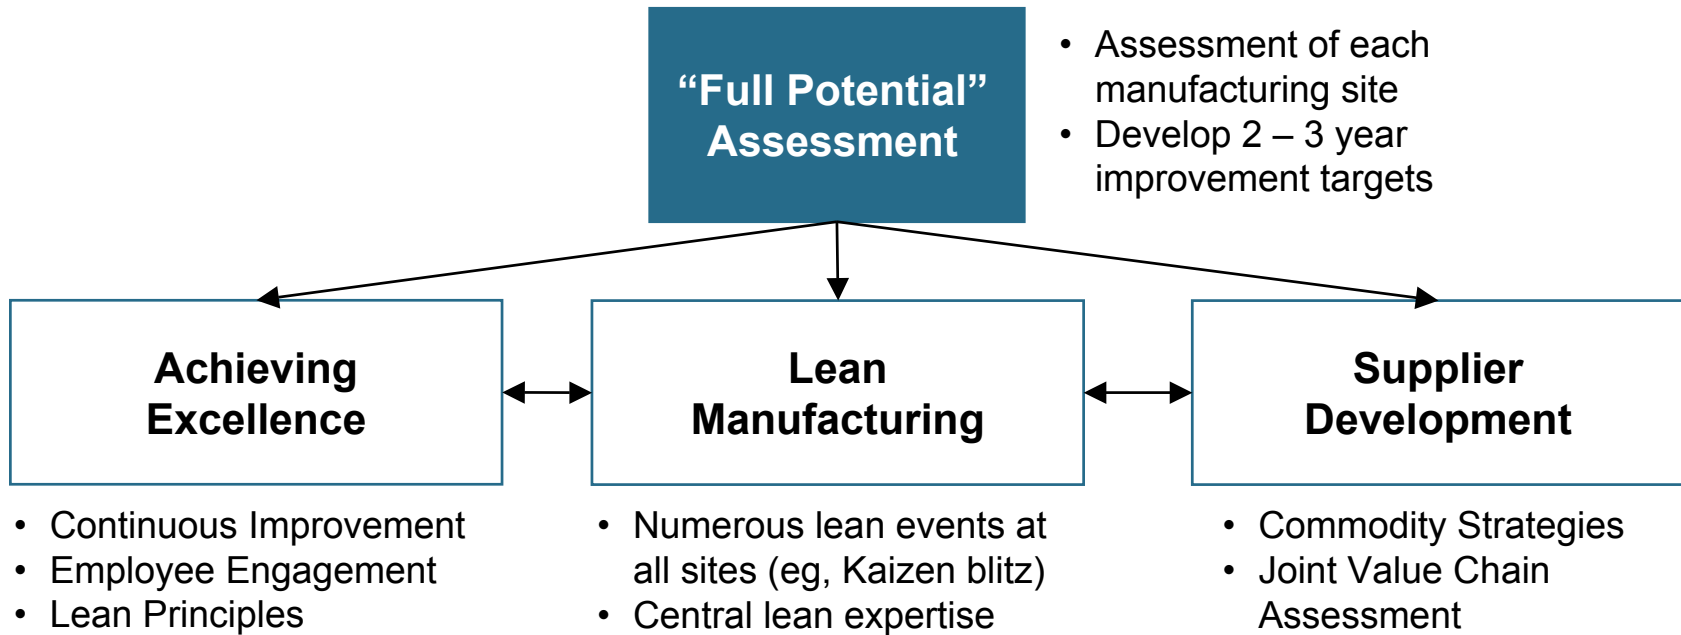 “Full Potential”
Assessment
• Assessment of each
manufacturing site
• Develop 2 – 3 year
improvement targets
Achieving
Excellence
Lean
Manufacturing
Supplier
Development
• Continuous Improvement
• Employee Engagement
• Lean Principles
• Numerous lean events at
all sites (eg, Kaizen blitz)
• Central lean expertise
• Commodity Strategies
• Joint Value Chain
Assessment